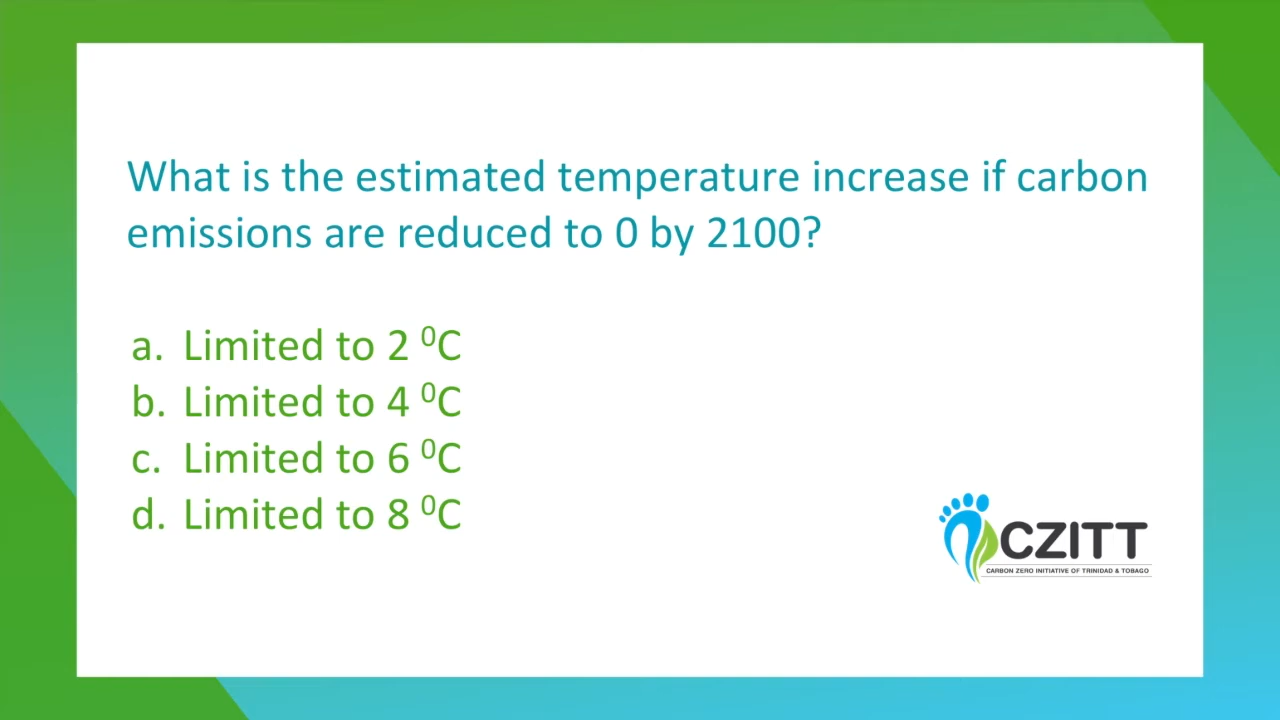 What is the estimated temperature increase if carbon
emissions are reduced to 0 by 2100?
a. Limited to 2 ⁰C
b. Limited to 4 ⁰C
c. Limited to 6 ⁰C
d. Limited to 8 ⁰C
CZITT
CARBON ZERO INITIATIVE OF TRINIDAD & TOBAGO